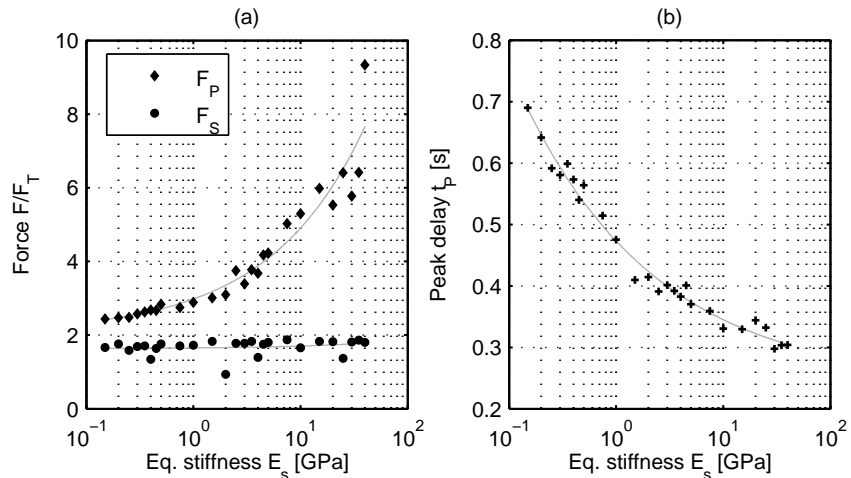 (a)
Force F/F_T
10
8
6
4
2
0
F_P
F_S
10^-1
10^0
10^1
10^2
Eq. stiffness E_s [GPa]
(b)
Peak delay t_P [s]
0.8
0.7
0.6
0.5
0.4
0.3
0.2
10^-1
10^0
10^1
10^2
Eq. stiffness E_s [GPa]